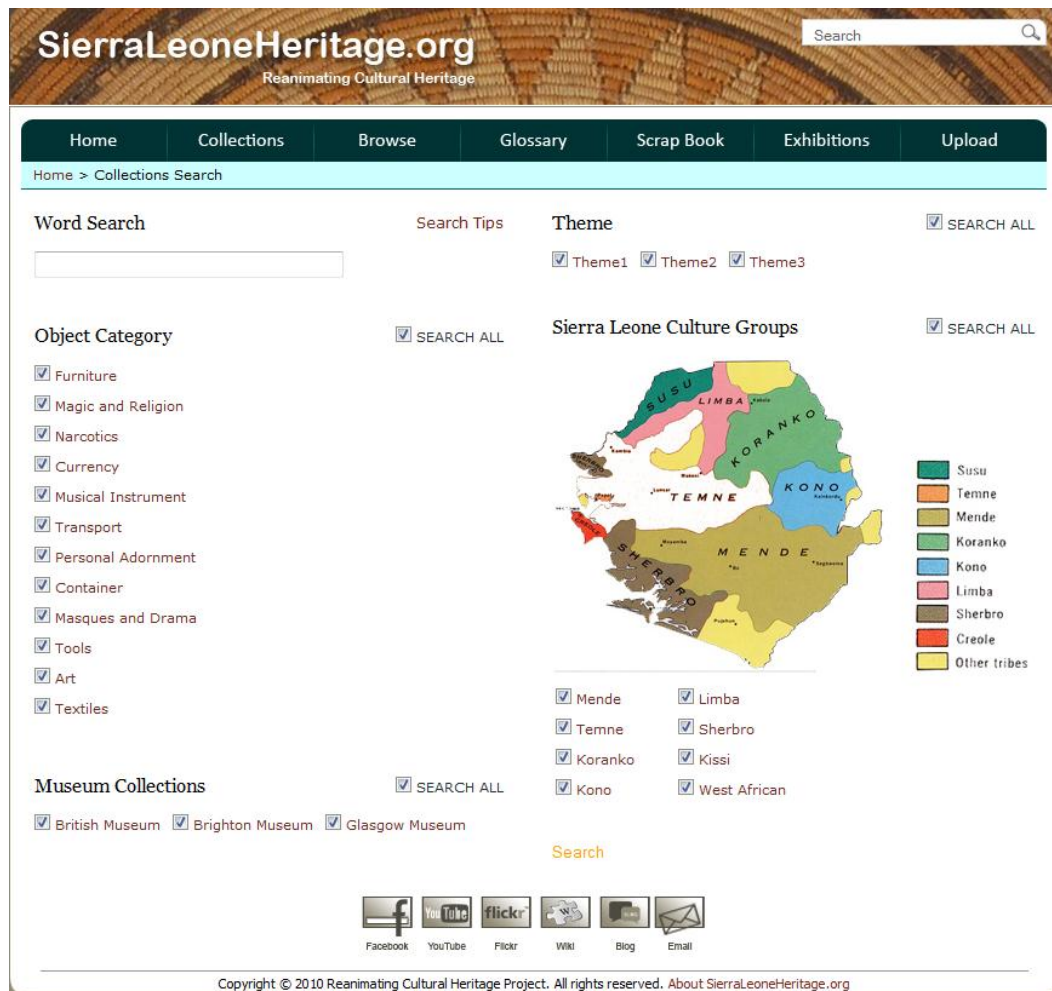 SierraLeoneHeritage.org
Reanimating Cultural Heritage
Search
Home Collections Browse Glossary Scrap Book Exhibitions Upload
Home > Collections Search
Word Search Search Tips
Object Category SEARCH ALL
Furniture
Magic and Religion
Narcotics
Currency
Musical Instrument
Transport
Personal Adornment
Container
Masques and Drama
Tools
Art
Textiles
Museum Collections SEARCH ALL
British Museum Brighton Museum Glasgow Museum
Theme SEARCH ALL
Theme1 Theme2 Theme3
Sierra Leone Culture Groups SEARCH ALL
SUSU
LIMBA
KORANKO
KONO
TEMNE
CREOLE
MENDE
SHERBRO
Susu
Temne
Mende
Koranko
Kono
Limba
Sherbro
Creole
Other tribes
Mende Limba
Temne Sherbro
Koranko Kissi
Kono West African
Search
Facebook YouTube Flickr Wiki Blog Email
Copyright © 2010 Reanimating Cultural Heritage Project. All rights reserved. About SierraLeoneHeritage.org